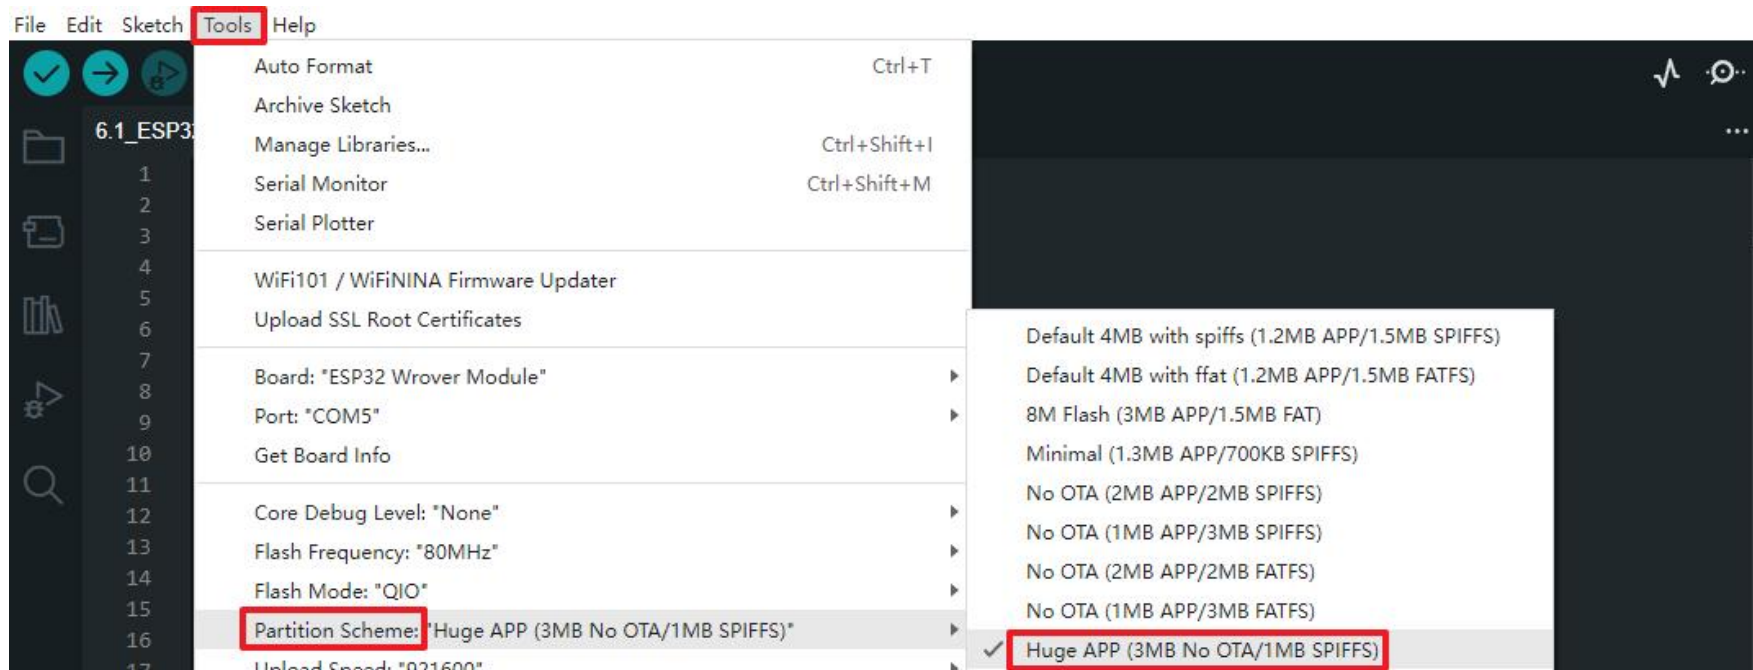 File Edit Sketch Tools Help
Auto Format Ctrl+T
Archive Sketch
6.1_ESP3
Manage Libraries... Ctrl+Shift+I
1
Serial Monitor Ctrl+Shift+M
2
Serial Plotter
3
4
WiFi101 / WiFiNINA Firmware Updater
5
Upload SSL Root Certificates
6
7
Board: "ESP32 Wrover Module"
8
Port: "COM5"
9
Get Board Info
10
11
Core Debug Level: "None"
12
Flash Frequency: "80MHz"
13
Flash Mode: "QIO"
14
15
Partition Scheme: "Huge APP (3MB No OTA/1MB SPIFFS)"
16
Upload Speed: "921600"
17
Default 4MB with spiffs (1.2MB APP/1.5MB SPIFFS)
Default 4MB with ffat (1.2MB APP/1.5MB FATFS)
8M Flash (3MB APP/1.5MB FAT)
Minimal (1.3MB APP/700KB SPIFFS)
No OTA (2MB APP/2MB SPIFFS)
No OTA (1MB APP/3MB SPIFFS)
No OTA (2MB APP/2MB FATFS)
No OTA (1MB APP/3MB FATFS)
Huge APP (3MB No OTA/1MB SPIFFS)